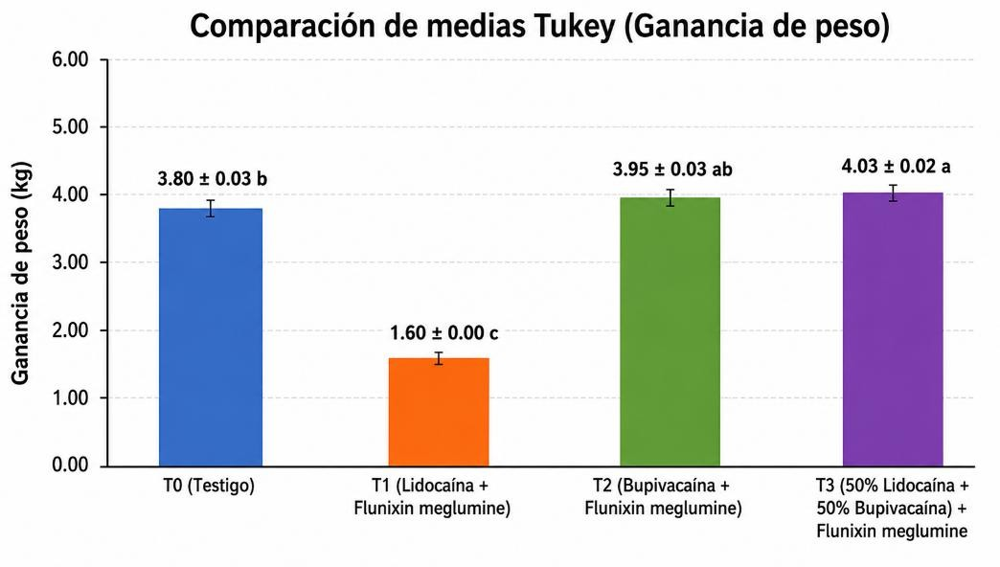 Comparación de medias Tukey (Ganancia de peso)
Ganancia de peso (kg)
6.00
5.00
4.00
3.00
2.00
1.00
0.00
3.80 ± 0.03 b
1.60 ± 0.00 c
3.95 ± 0.03 ab
4.03 ± 0.02 a
T0 (Testigo)
T1 (Lidocaína +
Flunixin meglumine)
T2 (Bupivacaína +
Flunixin meglumine)
T3 (50% Lidocaína +
50% Bupivacaína) +
Flunixin meglumine